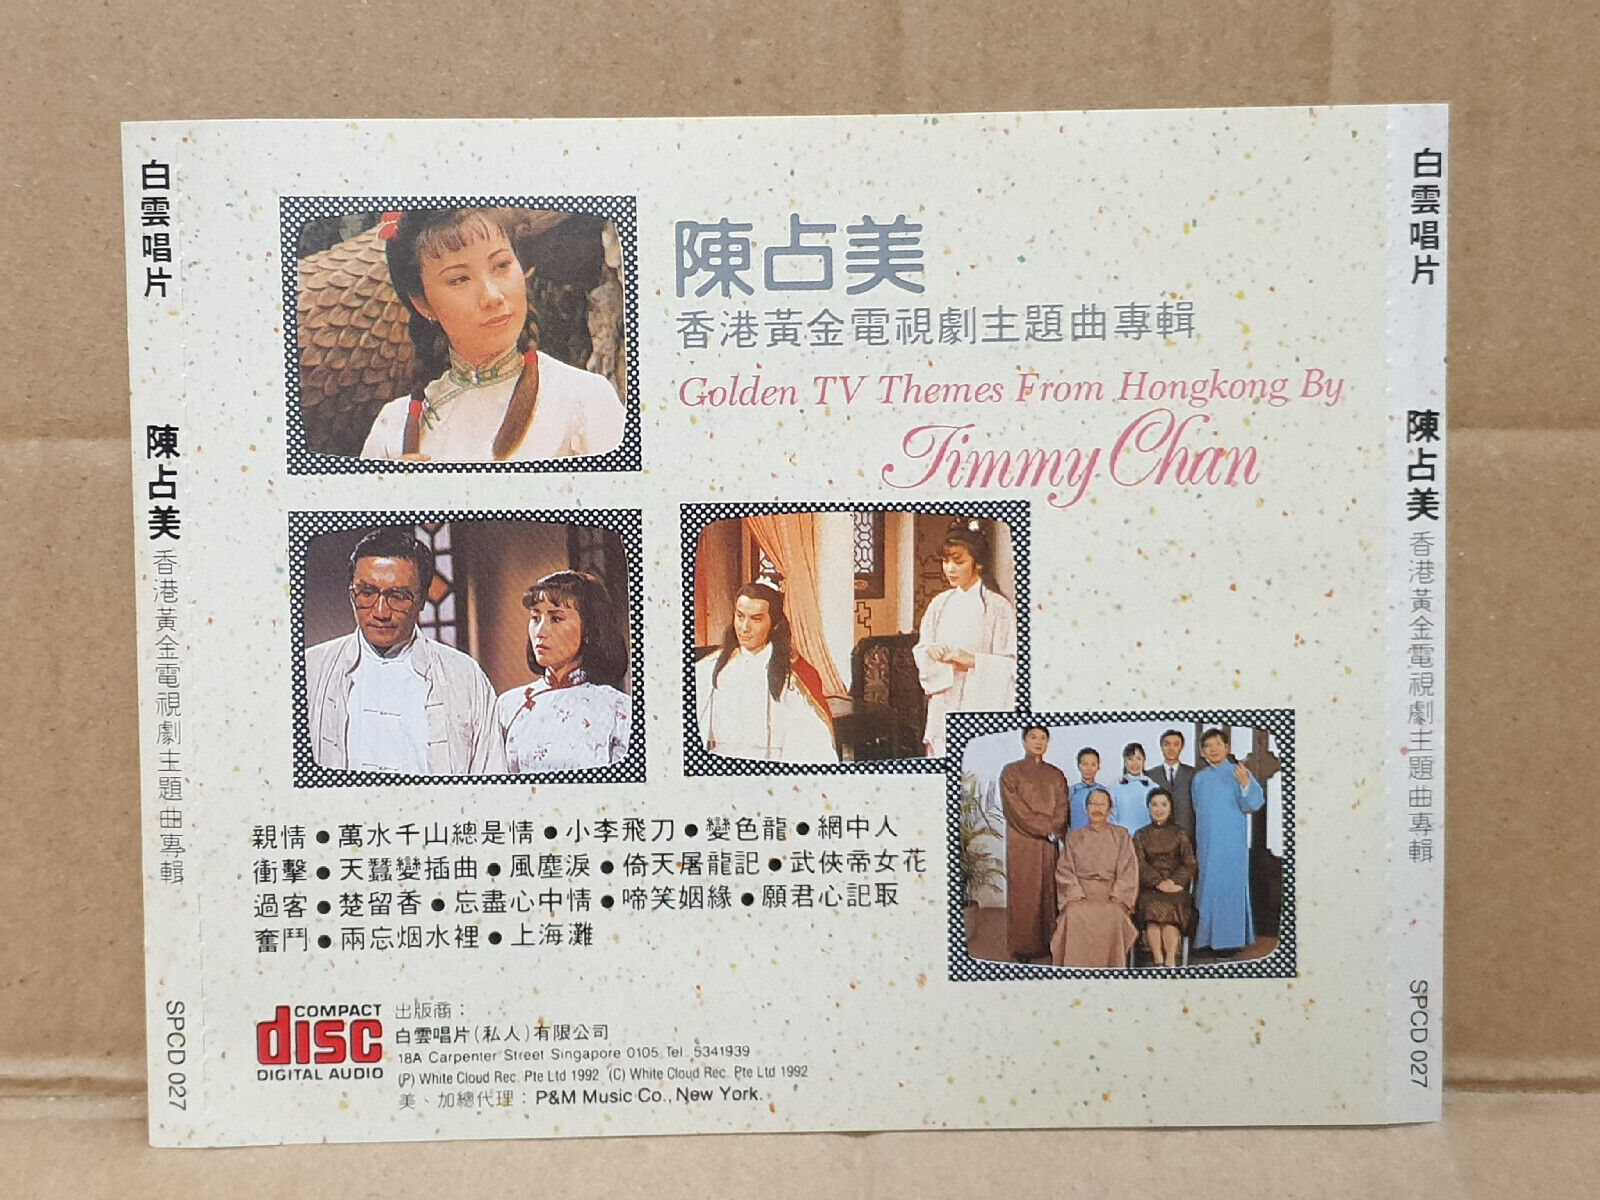 白雲唱片
陳占美 香港黃金電視劇主題曲專輯
SPCD 027
陳占美
香港黃金電視劇主題曲專輯
Golden TV Themes From Hongkong By
Jimmy Chan
親情●萬水千山總是情●小李飛刀●變色龍●網中人
衝擊●天蠶變插曲●風塵淚●倚天屠龍記●武俠帝女花
過客●楚留香●忘盡心中情●啼笑姻緣●願君心記取
奮鬥●兩忘烟水裡●上海灘
COMPACT
disc
DIGITAL AUDIO
出版商：
白雲唱片(私人)有限公司
18A Carpenter Street Singapore 0105 Tel. 5341939
(P) White Cloud Rec. Pte Ltd 1992 (C) White Cloud Rec. Pte Ltd 1992
美、加總代理：P&M Music Co., New York.
白雲唱片
陳占美 香港黃金電視劇主題曲專輯
SPCD 027